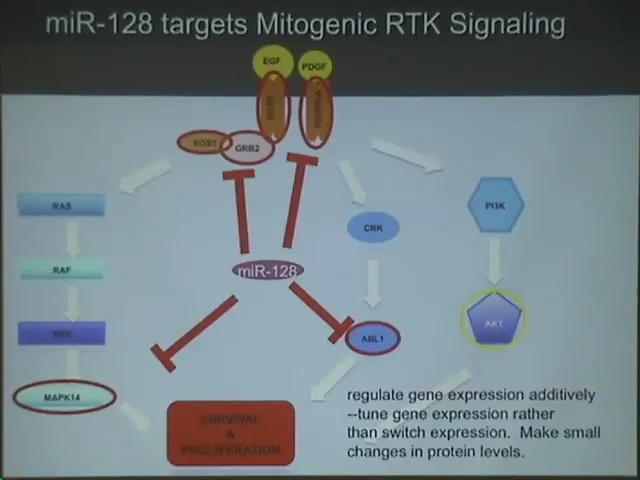 miR-128 targets Mitogenic RTK Signaling
EGF
PDGF
GRB2
RAS
PI3K
CRK
RAF
miR-128
AKT
ABL1
MAPK14
regulate gene expression additively
--tune gene expression rather
than switch expression. Make small
changes in protein levels.
SURVIVAL
&
PROLIFERATION